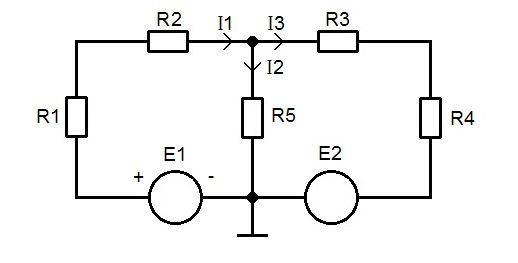 R2 I1 I3 R3
I2
R1 R5 R4
E1 E2
+ -